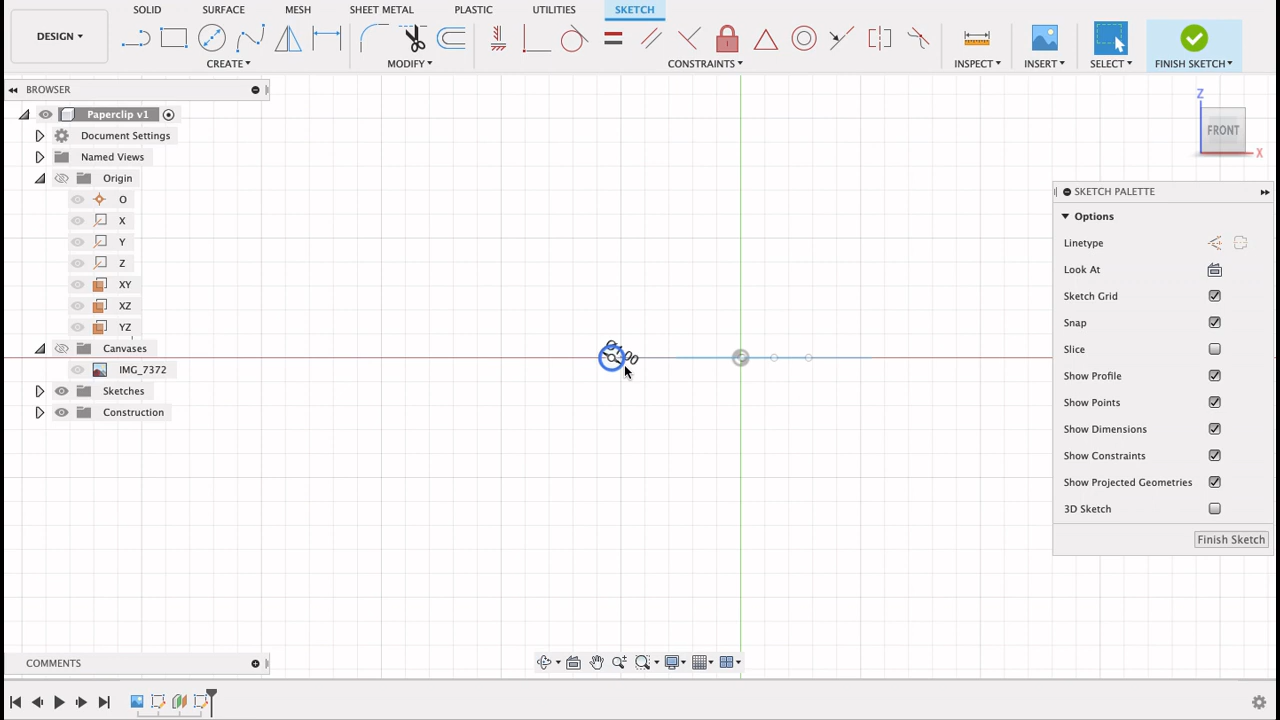 SOLID SURFACE MESH SHEET METAL PLASTIC UTILITIES SKETCH
DESIGN
CREATE MODIFY CONSTRAINTS INSPECT INSERT SELECT FINISH SKETCH
BROWSER
Paperclip v1
Document Settings
Named Views
Origin
O
X
Y
Z
XY
XZ
YZ
Canvases
IMG_7372
Sketches
Construction
Z
FRONT
X
SKETCH PALETTE
Options
Linetype
Look At
Sketch Grid
Snap
Slice
Show Profile
Show Points
Show Dimensions
Show Constraints
Show Projected Geometries
3D Sketch
Finish Sketch
COMMENTS